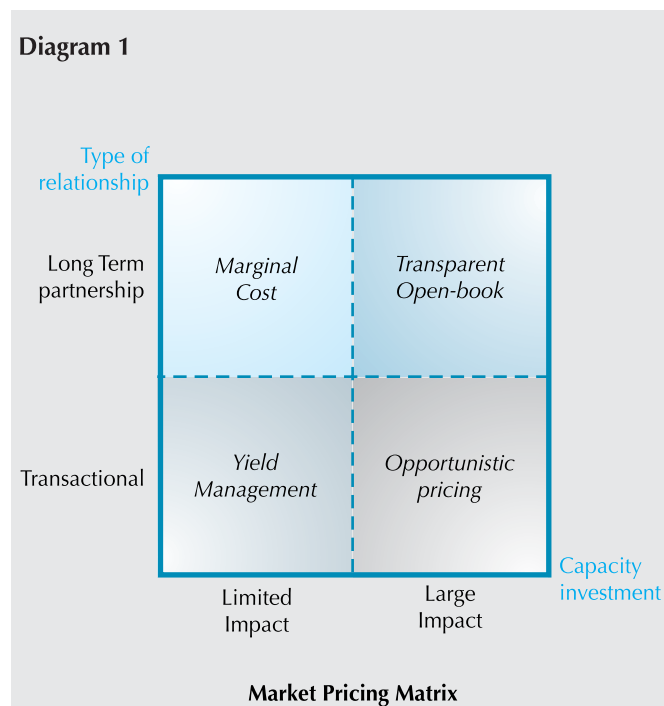 Diagram 1
Type of
relationship
Long Term
partnership
Marginal
Cost
Transparent
Open-book
Transactional
Yield
Management
Opportunistic
pricing
Capacity
investment
Limited
Impact
Large
Impact
Market Pricing Matrix